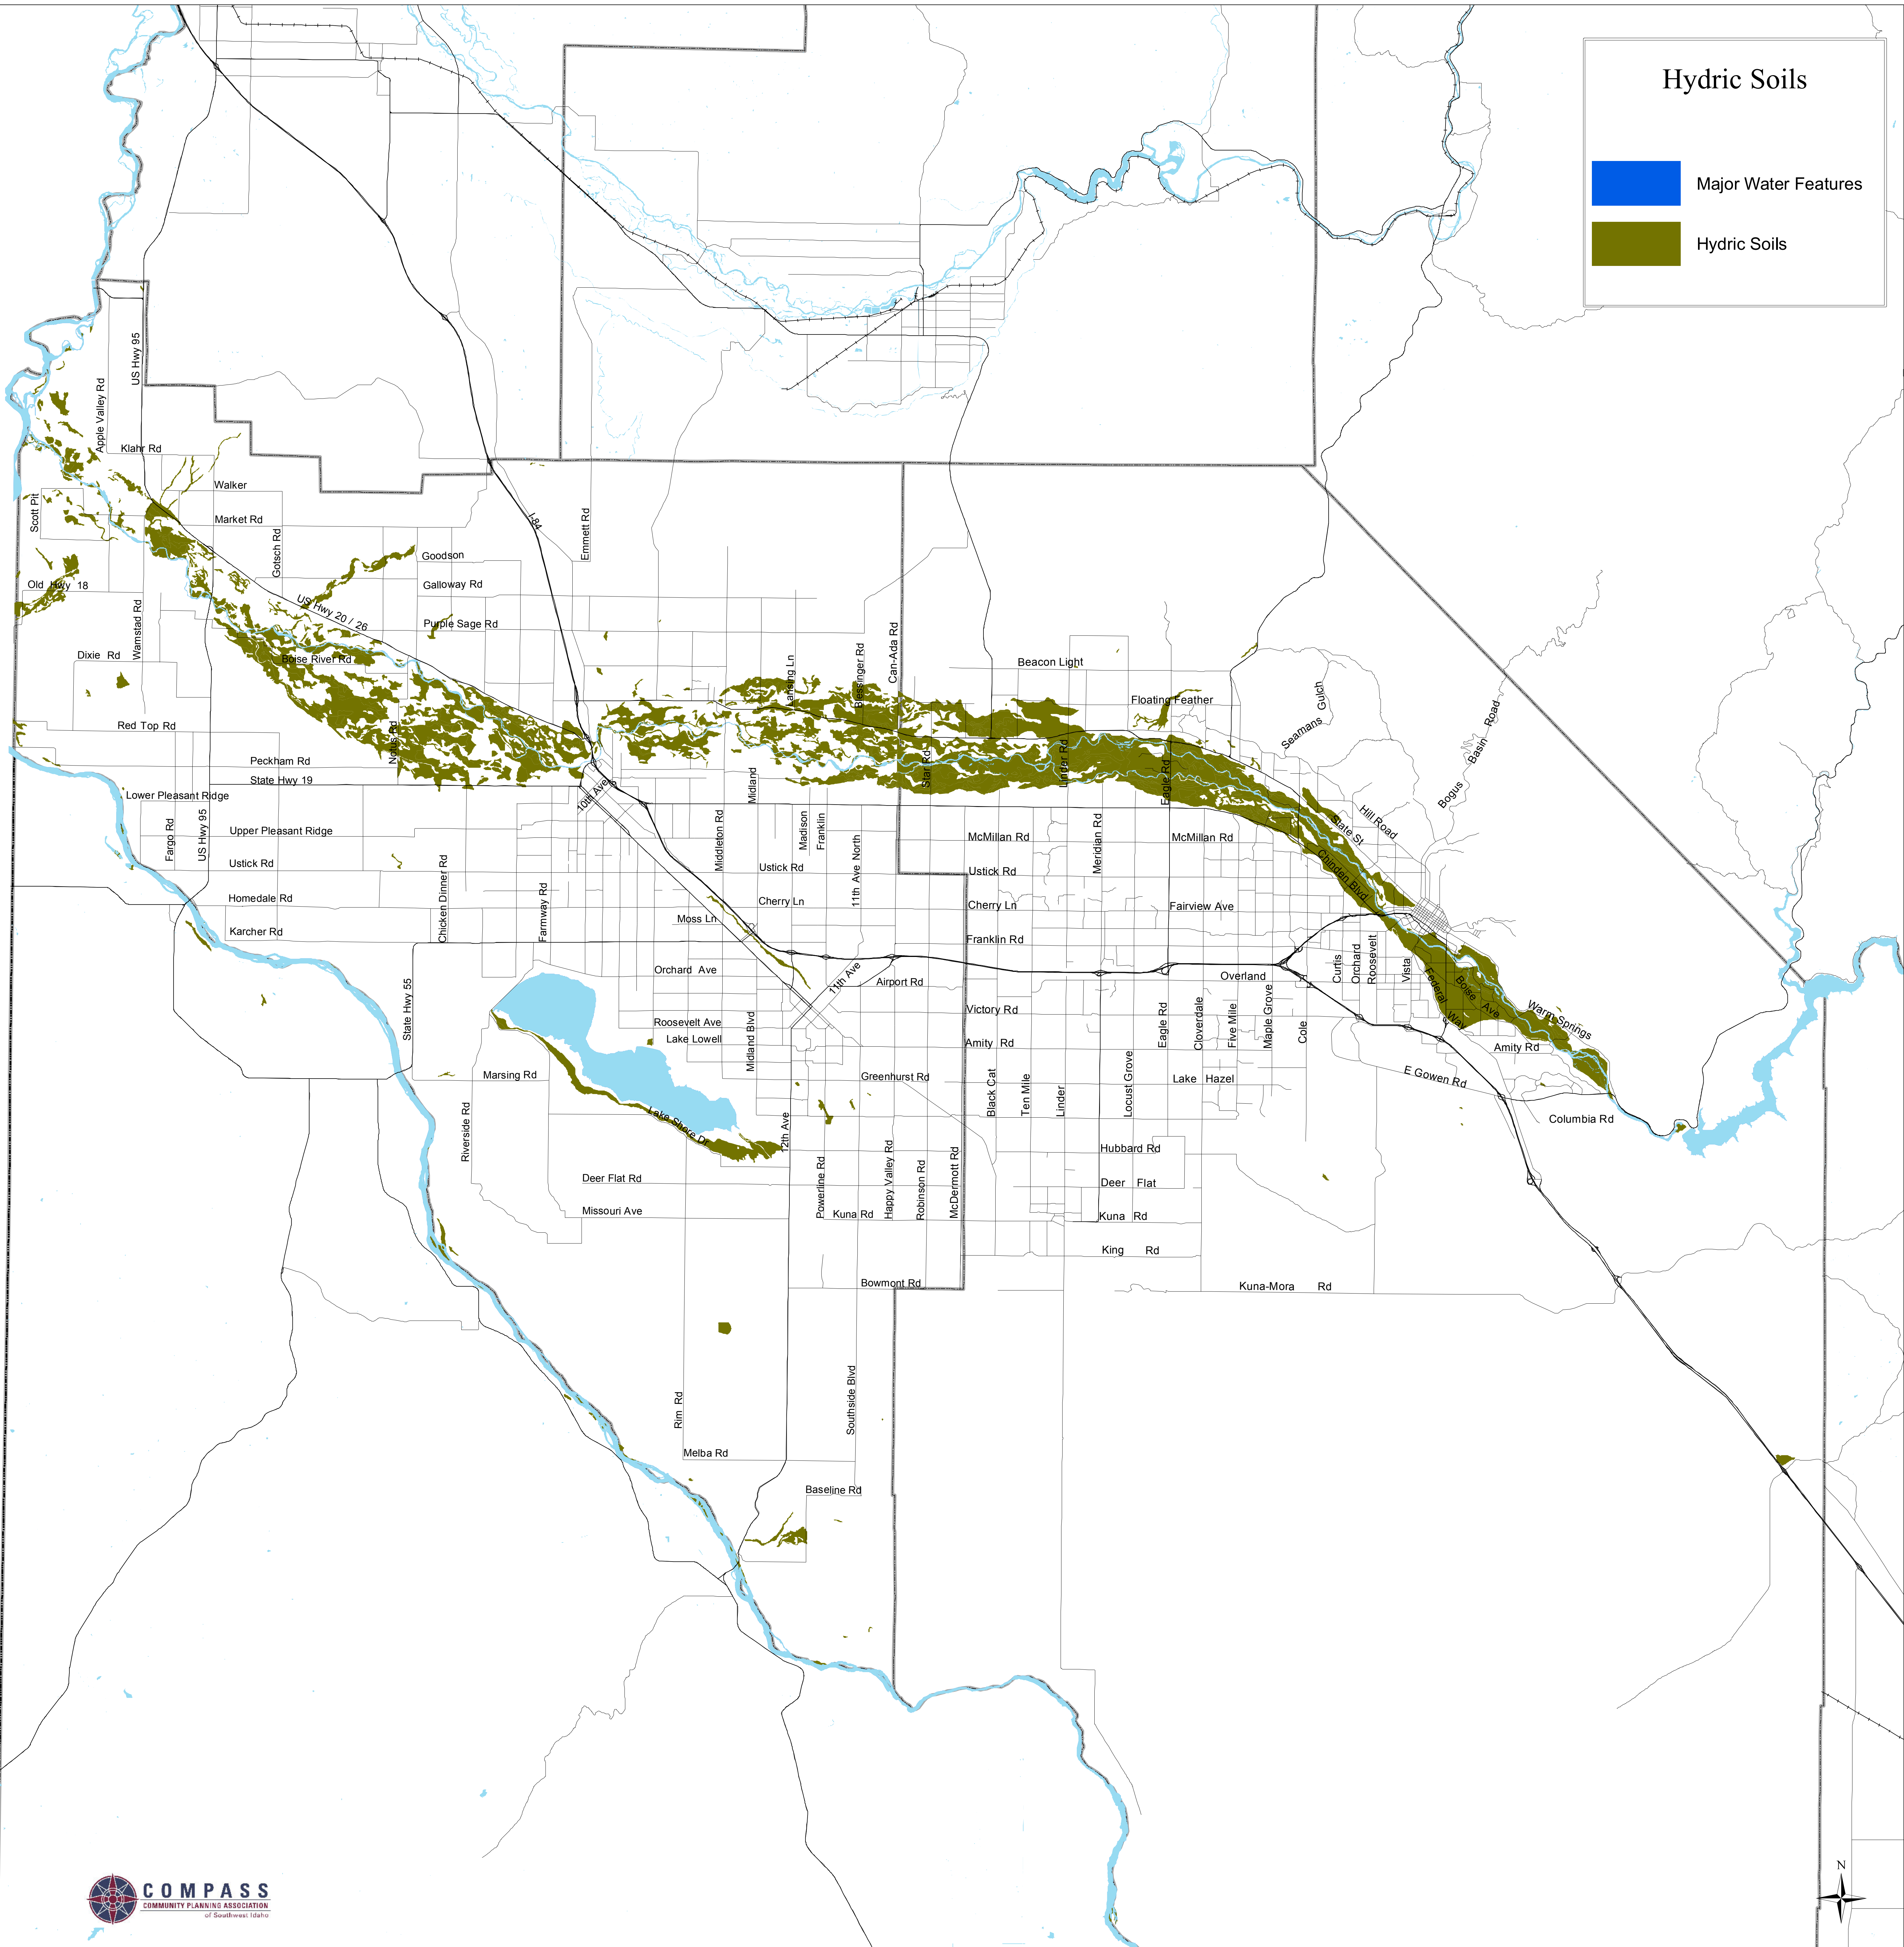 Hydric Soils
Major Water Features
Hydric Soils
US Hwy 95
Apple Valley Rd
Klahr Rd
Walker
Scott Pit
Market Rd
I-84
Emmett Rd
Gotsch Rd
Goodson
Old Hwy 18
Galloway Rd
US Hwy 20 / 26
Wamstad Rd
Purple Sage Rd
Can-Ada Rd
Dixie Rd
Boise River Rd
Lansing Ln
Blessinger Rd
Beacon Light
Floating Feather
Gulch
Seamans
Bogus Basin Road
Red Top Rd
Notus Rd
Peckham Rd
State Hwy 19
Star Rd
Linder Rd
Eagle Rd
Lower Pleasant Ridge
10th Ave
Midland
Fargo Rd
US Hwy 95
Upper Pleasant Ridge
Middleton Rd
Madison
Franklin
McMillan Rd
Meridian Rd
McMillan Rd
Hill Road
State St
Chinden Blvd
Ustick Rd
Chicken Dinner Rd
Ustick Rd
11th Ave North
Ustick Rd
Homedale Rd
Farmway Rd
Cherry Ln
Cherry Ln
Fairview Ave
Moss Ln
Karcher Rd
Franklin Rd
Curtis
Orchard
Roosevelt
Vista
Federal Way
Boise Ave
Warm Springs
Orchard Ave
11th Ave
Airport Rd
Overland
State Hwy 55
Roosevelt Ave
Lake Lowell
Midland Blvd
Victory Rd
Eagle Rd
Cloverdale
Five Mile
Maple Grove
Cole
Amity Rd
Amity Rd
Marsing Rd
Greenhurst Rd
Black Cat
Ten Mile
Linder
Locust Grove
Lake Hazel
E Gowen Rd
Columbia Rd
Riverside Rd
Lake Shore Dr
12th Ave
Hubbard Rd
Deer Flat Rd
Powerline Rd
Happy Valley Rd
Robinson Rd
McDermott Rd
Deer Flat
Missouri Ave
Kuna Rd
Kuna Rd
King Rd
Bowmont Rd
Kuna-Mora Rd
Rim Rd
Southside Blvd
Melba Rd
Baseline Rd
N
COMPASS
COMMUNITY PLANNING ASSOCIATION
of Southwest Idaho